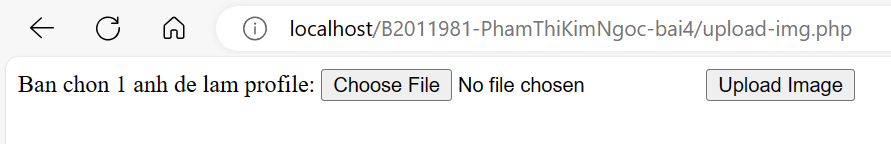 localhost/B2011981-PhamThiKimNgoc-bai4/upload-img.php
Ban chon 1 anh de lam profile: Choose File No file chosen Upload Image